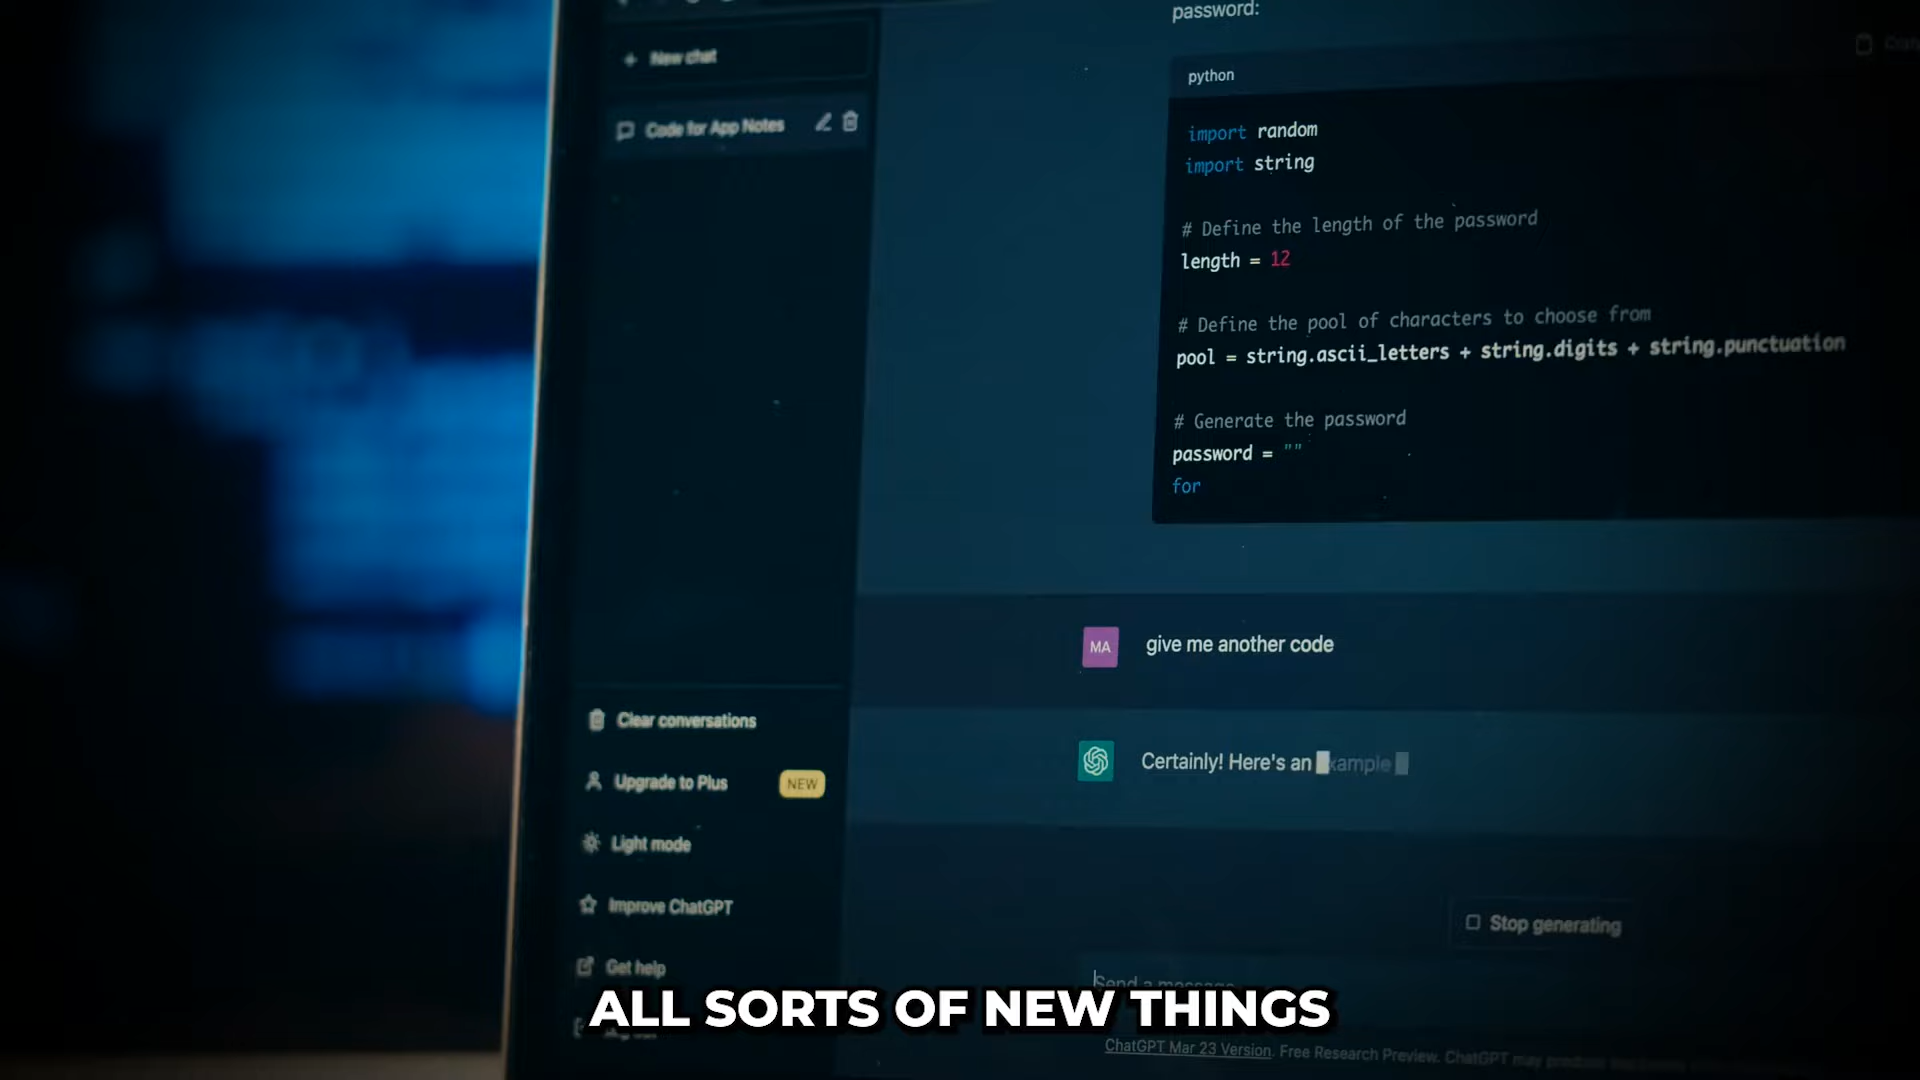 New chat
Code for App Notes
Clear conversations
Upgrade to Plus
NEW
Light mode
Improve ChatGPT
Get help
password:
python
import random
import string
# Define the length of the password
length = 12
# Define the pool of characters to choose from
pool = string.ascii_letters + string.digits + string.punctuation
# Generate the password
password = ""
for
MA
give me another code
Certainly! Here's an example
Stop generating
Send a message
ALL SORTS OF NEW THINGS
ChatGPT Mar 23 Version. Free Research Preview. ChatGPT may produce